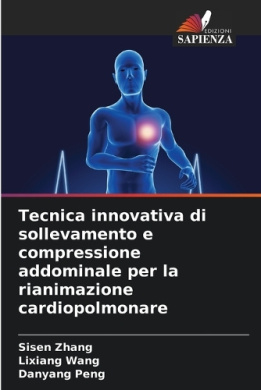 EDIZIONI
SAPIENZA
Tecnica innovativa di
sollevamento e
compressione
addominale per la
rianimazione
cardiopolmonare
Sisen Zhang
Lixiang Wang
Danyang Peng